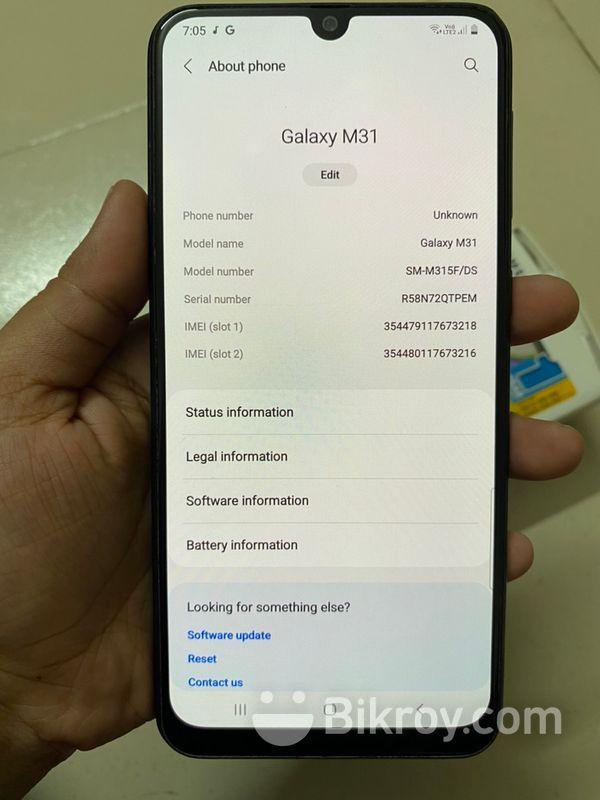 7:05 G
VoJ
LTE2
About phone
Galaxy M31
Edit
Phone number Unknown
Model name Galaxy M31
Model number SM-M315F/DS
Serial number R58N72QTPEM
IMEI (slot 1) 354479117673218
IMEI (slot 2) 354480117673216
Status information
Legal information
Software information
Battery information
Looking for something else?
Software update
Reset
Contact us
Bikroy.com